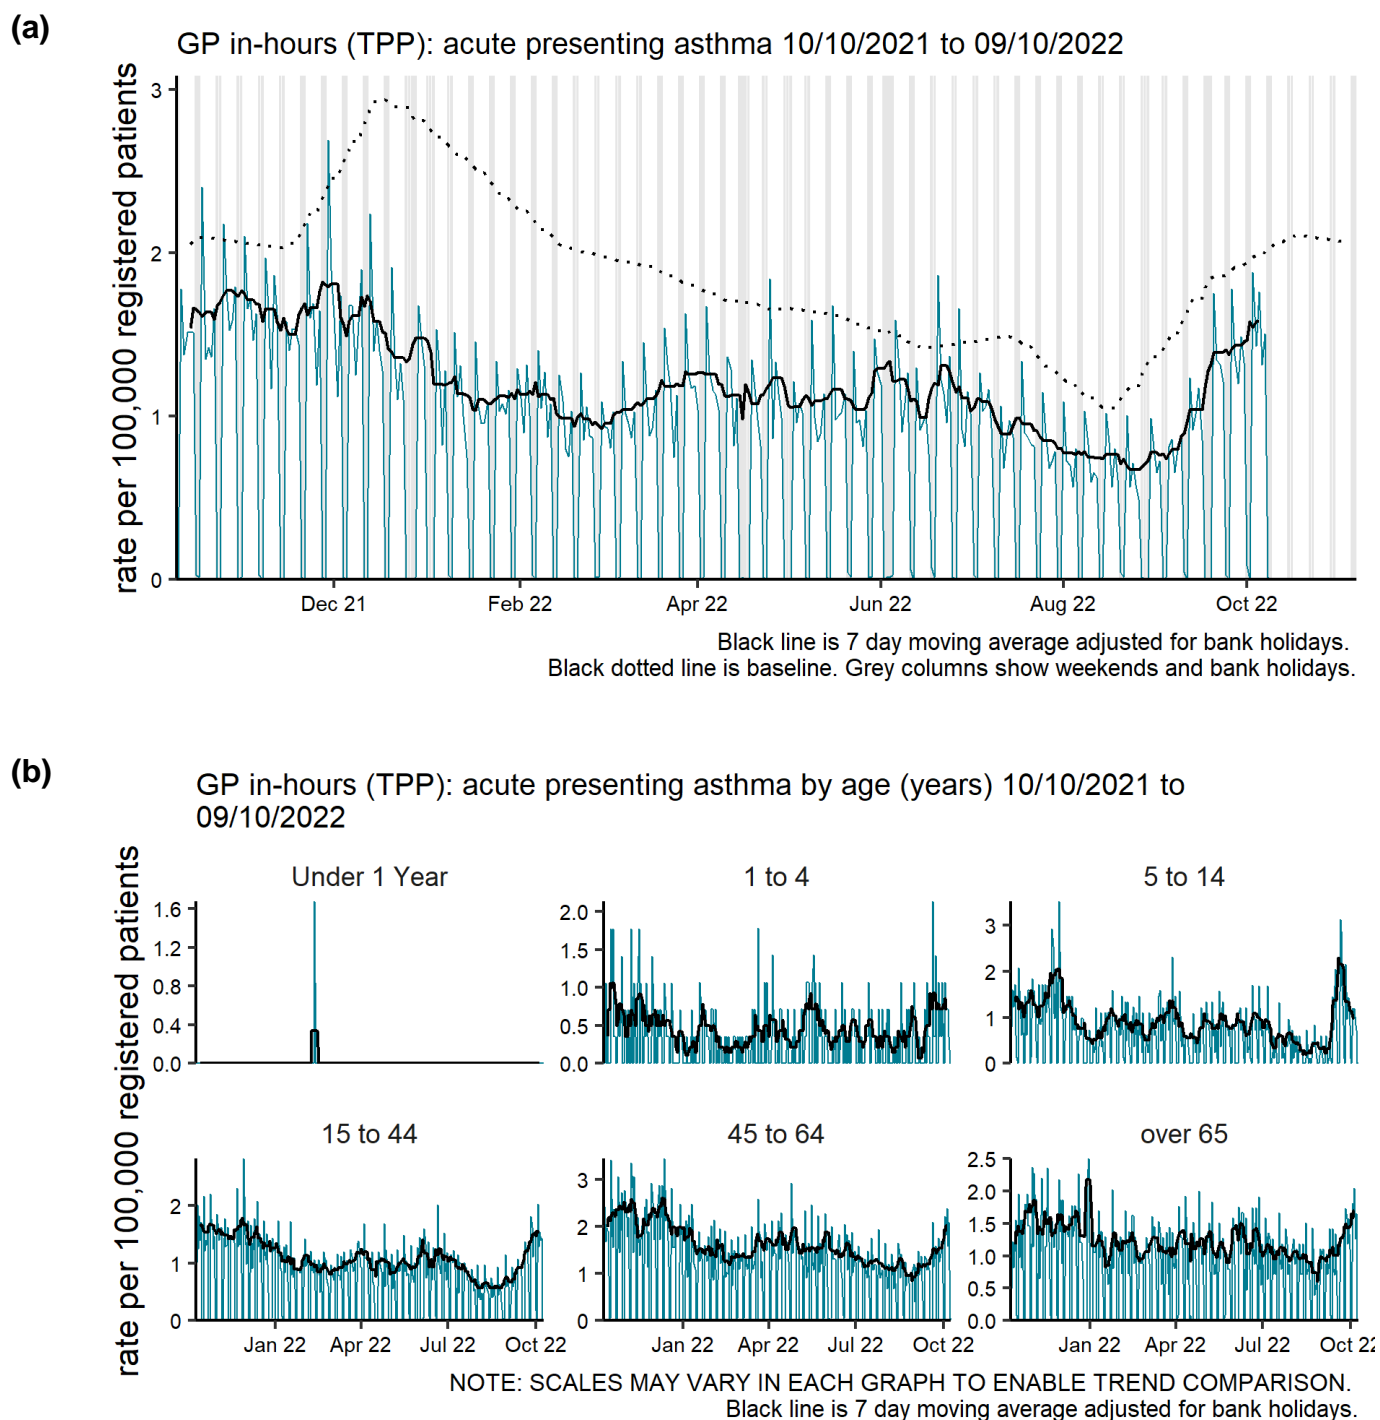 (a)
GP in-hours (TPP): acute presenting asthma 10/10/2021 to 09/10/2022
rate per 100,000 registered patients
3
2
1
0
Dec 21 Feb 22 Apr 22 Jun 22 Aug 22 Oct 22
Black line is 7 day moving average adjusted for bank holidays.
Black dotted line is baseline. Grey columns show weekends and bank holidays.
(b)
GP in-hours (TPP): acute presenting asthma by age (years) 10/10/2021 to
09/10/2022
rate per 100,000 registered patients
Under 1 Year
1.6
1.2
0.8
0.4
0.0
1 to 4
2.0
1.5
1.0
0.5
0.0
5 to 14
3
2
1
0
15 to 44
2
1
0
Jan 22 Apr 22 Jul 22 Oct 22
45 to 64
3
2
1
0
Jan 22 Apr 22 Jul 22 Oct 22
over 65
2.5
2.0
1.5
1.0
0.5
0.0
Jan 22 Apr 22 Jul 22 Oct 22
NOTE: SCALES MAY VARY IN EACH GRAPH TO ENABLE TREND COMPARISON.
Black line is 7 day moving average adjusted for bank holidays.